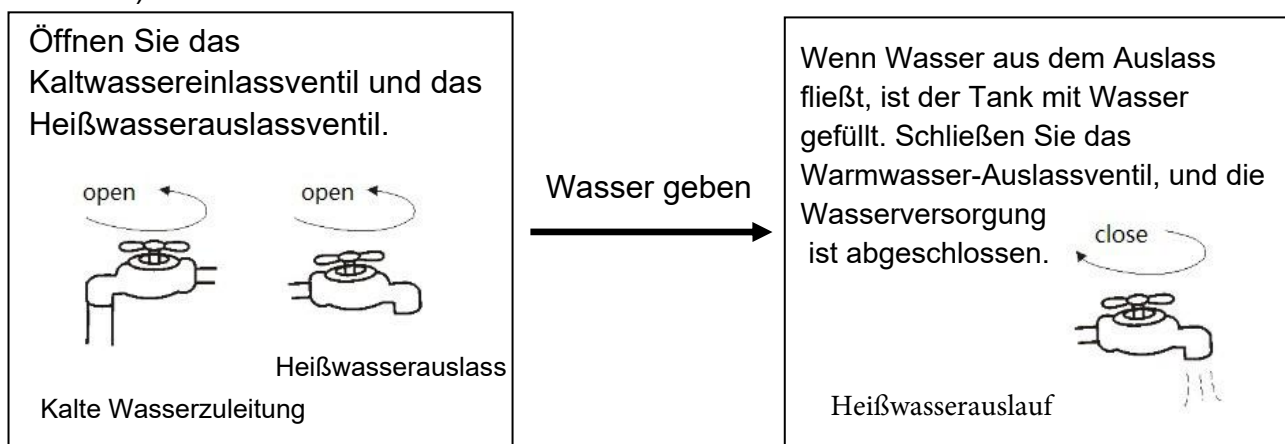 Öffnen Sie das
Kaltwassereinlassventil und das
Heißwasserauslassventil.
open
open
Heißwasserauslass
Kalte Wasserzuleitung
Wasser geben
Wenn Wasser aus dem Auslass
fließt, ist der Tank mit Wasser
gefüllt. Schließen Sie das
Warmwasser-Auslassventil, und die
Wasserversorgung
ist abgeschlossen.
close
Heißwasserauslauf